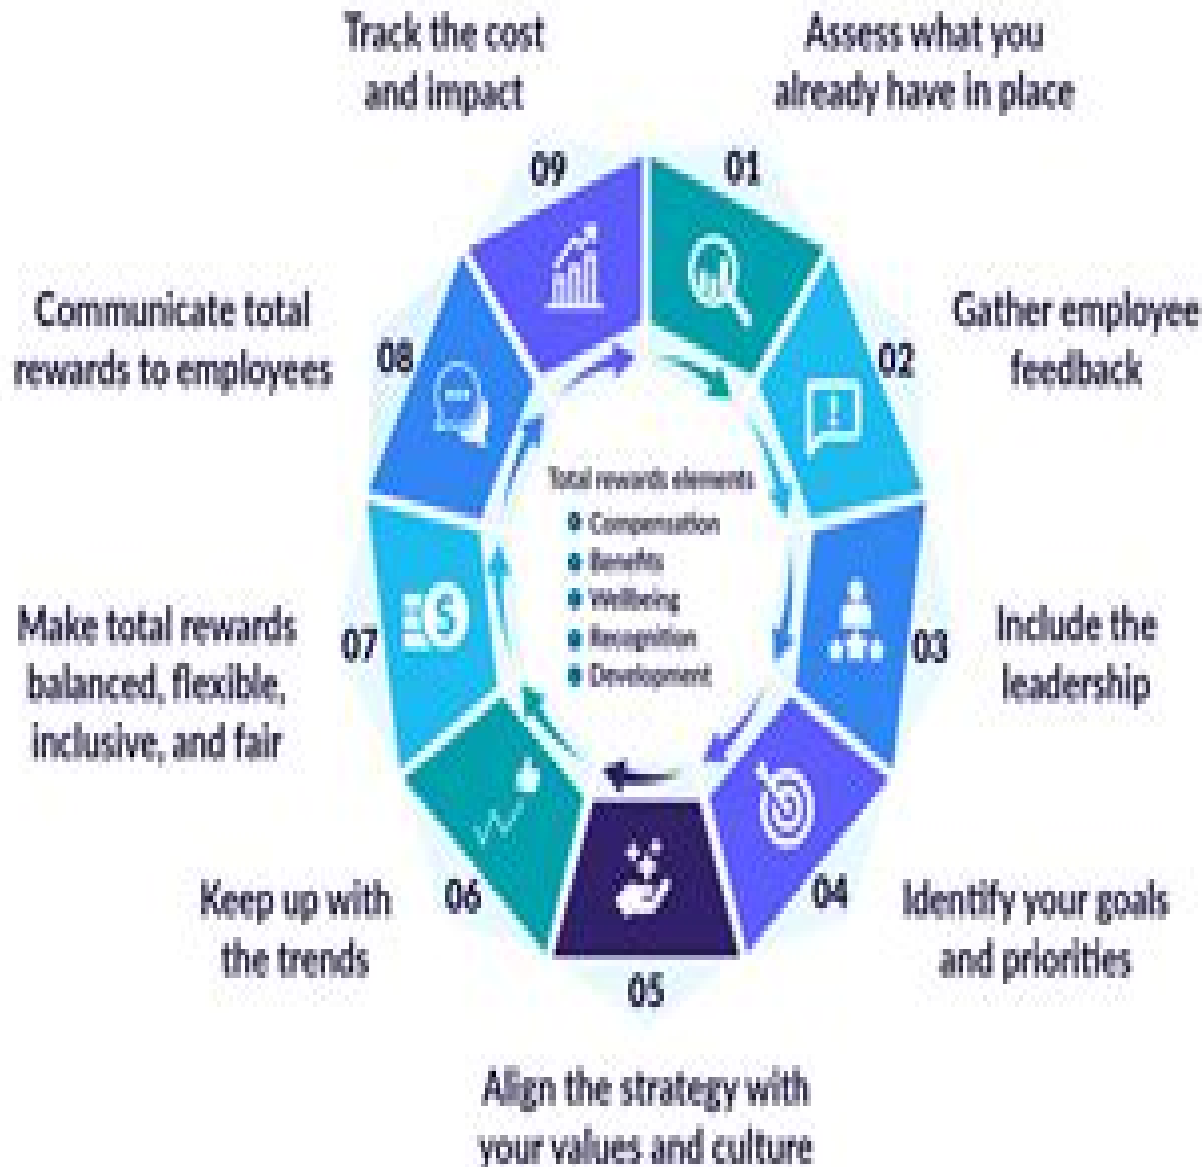 Track the cost
and impact
09
Assess what you
already have in place
01
Gather employee
feedback
02
Include the
leadership
03
Identify your goals
and priorities
04
Align the strategy with
your values and culture
05
Keep up with
the trends
06
Make total rewards
balanced, flexible,
inclusive, and fair
07
Communicate total
rewards to employees
08
Total rewards elements
Compensation
Benefits
Wellbeing
Recognition
Development